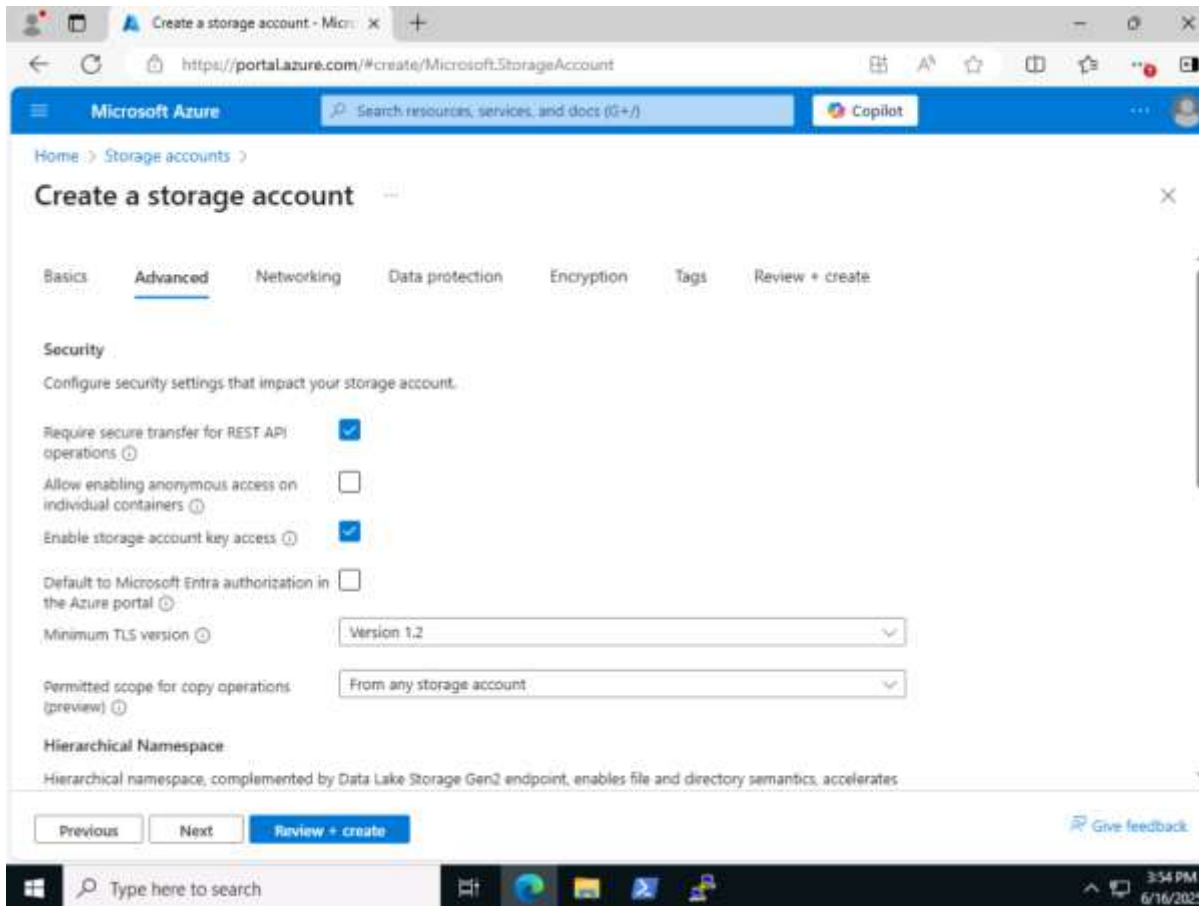 Create a storage account - Micr
https://portal.azure.com/#create/Microsoft.StorageAccount
Microsoft Azure
Search resources, services, and docs (G+/)
Copilot
Home > Storage accounts >
Create a storage account
Basics
Advanced
Networking
Data protection
Encryption
Tags
Review + create
Security
Configure security settings that impact your storage account.
Require secure transfer for REST API
operations
Allow enabling anonymous access on
individual containers
Enable storage account key access
Default to Microsoft Entra authorization in
the Azure portal
Minimum TLS version
Version 1.2
Permitted scope for copy operations
(preview)
From any storage account
Hierarchical Namespace
Hierarchical namespace, complemented by Data Lake Storage Gen2 endpoint, enables file and directory semantics, accelerates
Previous
Next
Review + create
Give feedback
Type here to search
3:54 PM
6/16/202